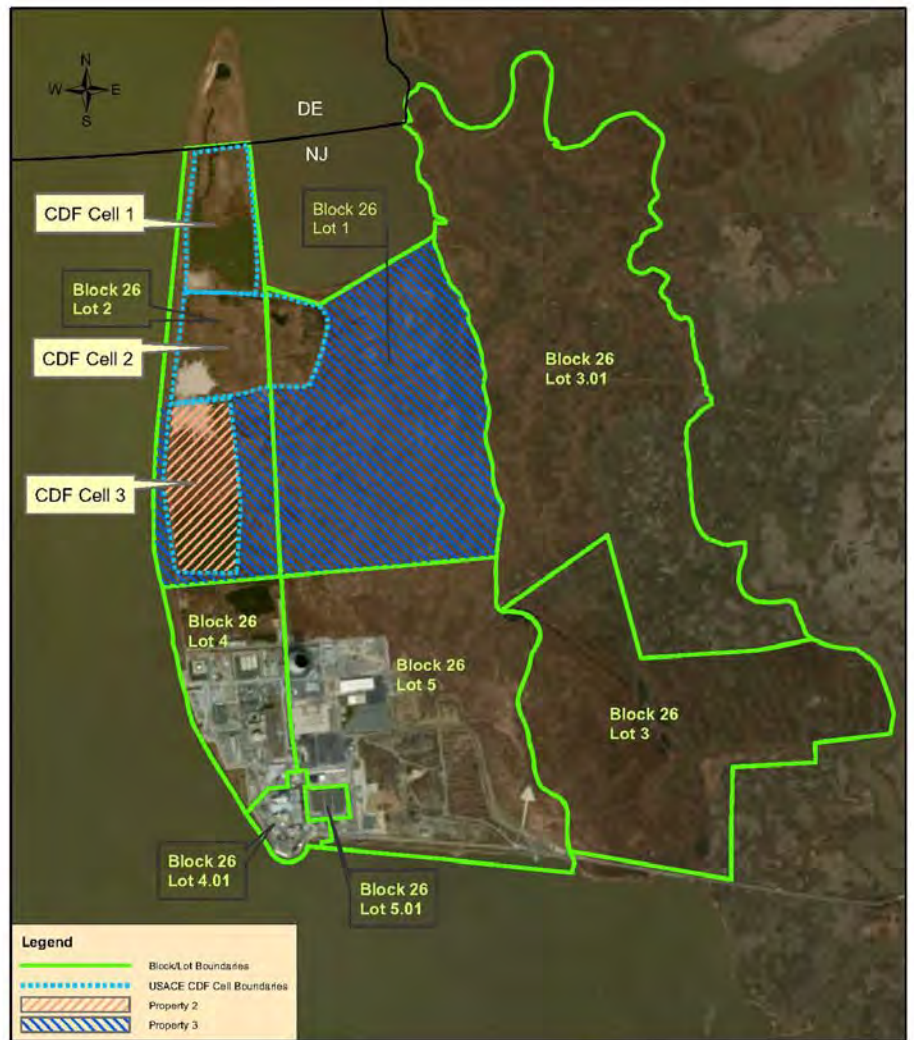 N
W E
S
DE
NJ
CDF Cell 1
Block 26
Lot 1
Block 26
Lot 2
CDF Cell 2
Block 26
Lot 3.01
CDF Cell 3
Block 26
Lot 4
Block 26
Lot 5
Block 26
Lot 3
Block 26
Lot 4.01
Block 26
Lot 5.01
Legend
Block/Lot Boundaries
USACE CDF Cell Boundaries
Property 2
Property 3